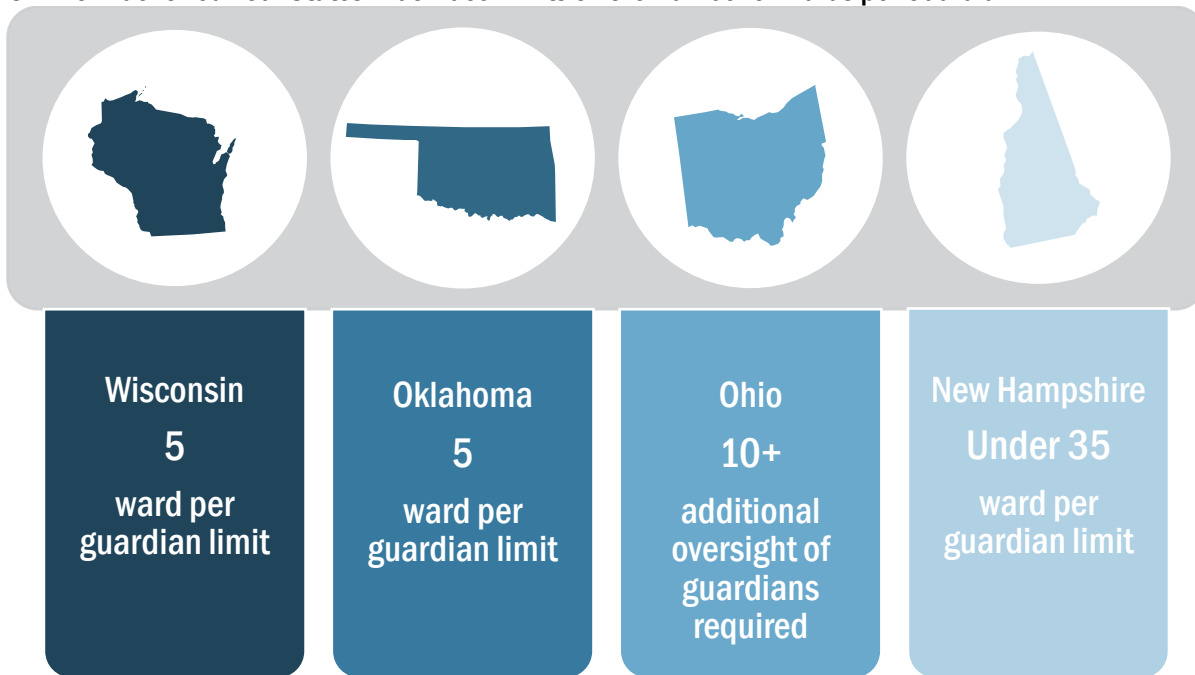 Wisconsin
5
ward per
guardian limit
Oklahoma
5
ward per
guardian limit
Ohio
10+
additional
oversight of
guardians
required
New Hampshire
Under 35
ward per
guardian limit